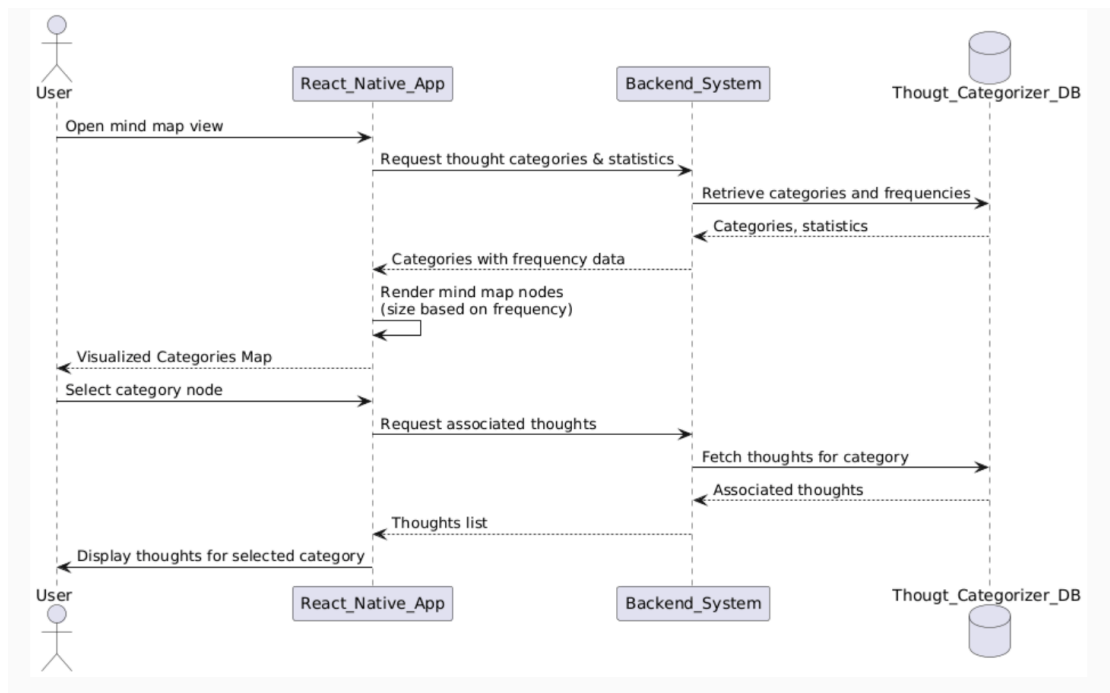 User
React_Native_App
Backend_System
Thougt_Categorizer_DB
Open mind map view
Request thought categories & statistics
Retrieve categories and frequencies
Categories, statistics
Categories with frequency data
Render mind map nodes
(size based on frequency)
Visualized Categories Map
Select category node
Request associated thoughts
Fetch thoughts for category
Associated thoughts
Thoughts list
Display thoughts for selected category
User
React_Native_App
Backend_System
Thougt_Categorizer_DB